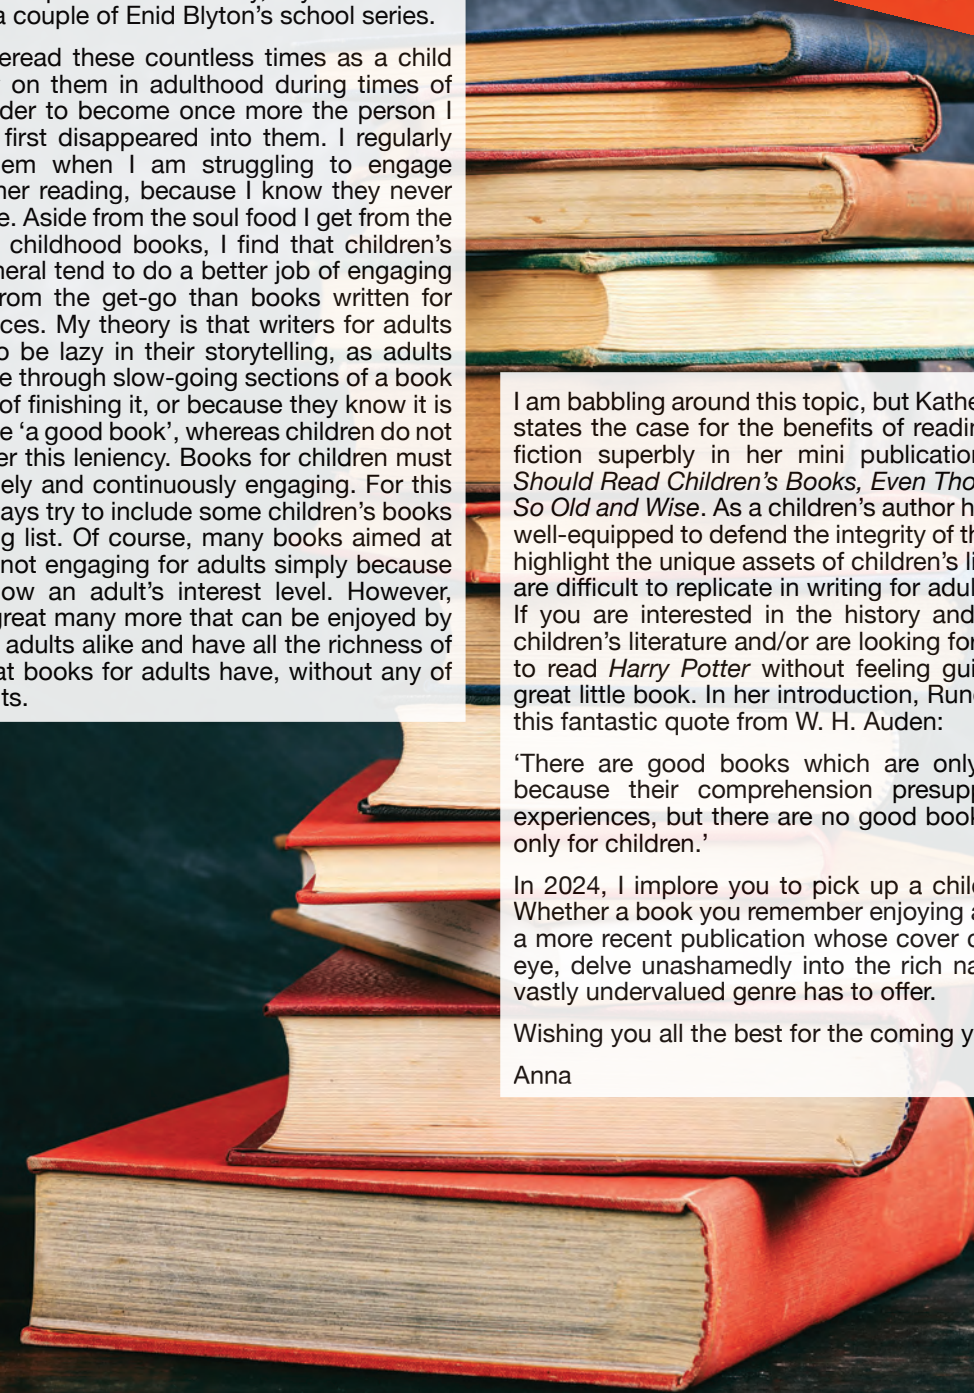 a couple of Enid Blyton's school series.
eread these countless times as a child
on them in adulthood during times of
der to become once more the person I
first disappeared into them. I regularly
em when I am struggling to engage
her reading, because I know they never
e. Aside from the soul food I get from the
childhood books, I find that children's
neral tend to do a better job of engaging
rom the get-go than books written for
ces. My theory is that writers for adults
o be lazy in their storytelling, as adults
e through slow-going sections of a book
of finishing it, or because they know it is
e ‘a good book’, whereas children do not
er this leniency. Books for children must
ely and continuously engaging. For this
ays try to include some children's books
g list. Of course, many books aimed at
not engaging for adults simply because
ow an adult's interest level. However,
great many more that can be enjoyed by
adults alike and have all the richness of
at books for adults have, without any of
ts.
I am babbling around this topic, but Kathe
states the case for the benefits of readin
fiction superbly in her mini publication
Should Read Children's Books, Even Tho
So Old and Wise. As a children's author h
well-equipped to defend the integrity of th
highlight the unique assets of children's li
are difficult to replicate in writing for adul
If you are interested in the history and
children's literature and/or are looking for
to read Harry Potter without feeling gui
great little book. In her introduction, Run
this fantastic quote from W. H. Auden:
‘There are good books which are only
because their comprehension presupp
experiences, but there are no good book
only for children.’
In 2024, I implore you to pick up a chil
Whether a book you remember enjoying a
a more recent publication whose cover c
eye, delve unashamedly into the rich na
vastly undervalued genre has to offer.
Wishing you all the best for the coming y
Anna